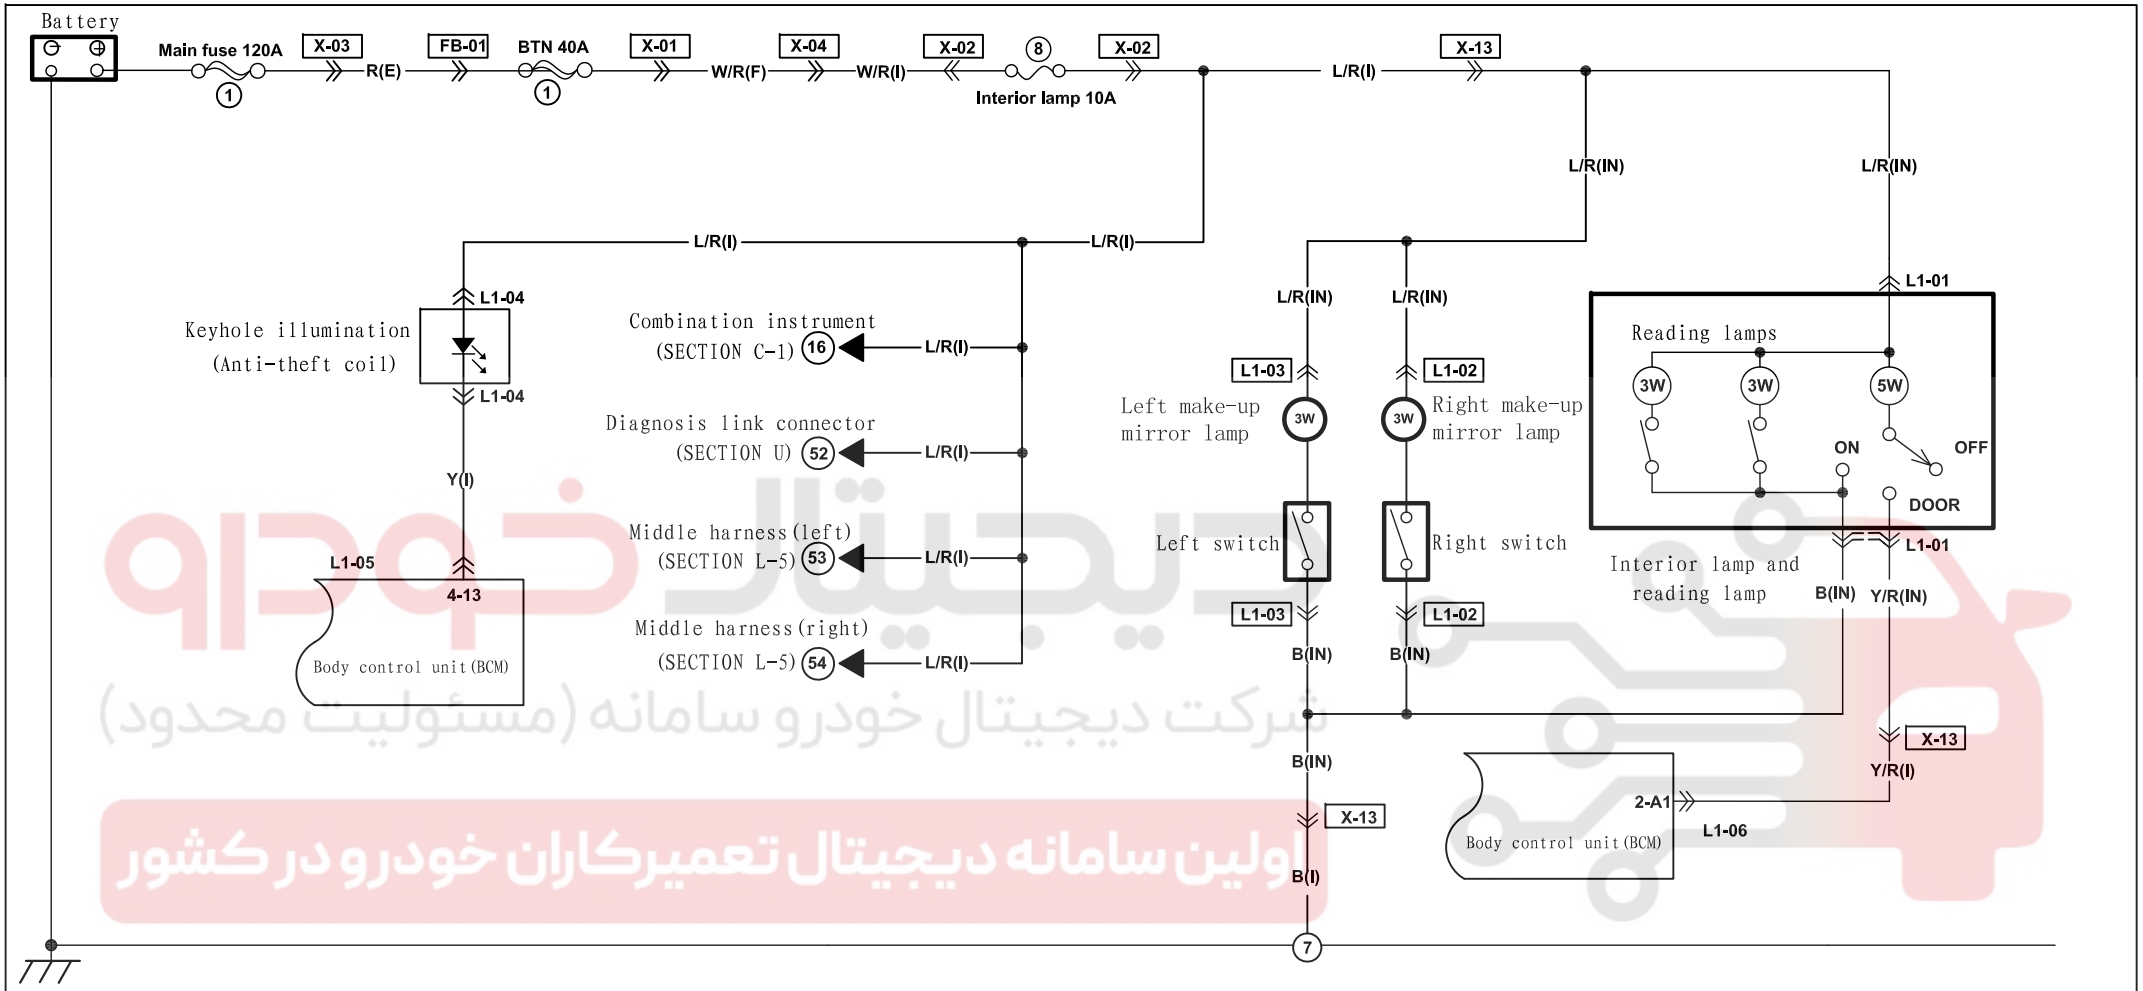 Battery
Main fuse 120A
1
X-03
R(E)
FB-01
BTN 40A
1
X-01
W/R(F)
X-04
W/R(I)
X-02
8
Interior lamp 10A
X-02
L/R(I)
X-13
L/R(IN)
L/R(IN)
L/R(I)
L/R(I)
L1-04
Keyhole illumination
(Anti-theft coil)
L1-04
Y(I)
L1-05
4-13
Body control unit(BCM)
Combination instrument
(SECTION C-1) 16
L/R(I)
Diagnosis link connector
(SECTION U) 52
L/R(I)
Middle harness(left)
(SECTION L-5) 53
L/R(I)
Middle harness(right)
(SECTION L-5) 54
L/R(I)
L/R(IN)
L/R(IN)
L1-03
L1-02
Left make-up
mirror lamp
3W
3W
Right make-up
mirror lamp
Left switch
Right switch
L1-03
L1-02
B(IN)
B(IN)
B(IN)
X-13
B(I)
7
L1-01
Reading lamps
3W
3W
5W
ON
OFF
DOOR
L1-01
Interior lamp and
reading lamp
B(IN)
Y/R(IN)
X-13
Y/R(I)
2-A1
L1-06
Body control unit(BCM)
دیجیتال خودرو
شرکت دیجیتال خودرو سامانه (مسئولیت محدود)
اولین سامانه دیجیتال تعمیرکاران خودرو در کشور